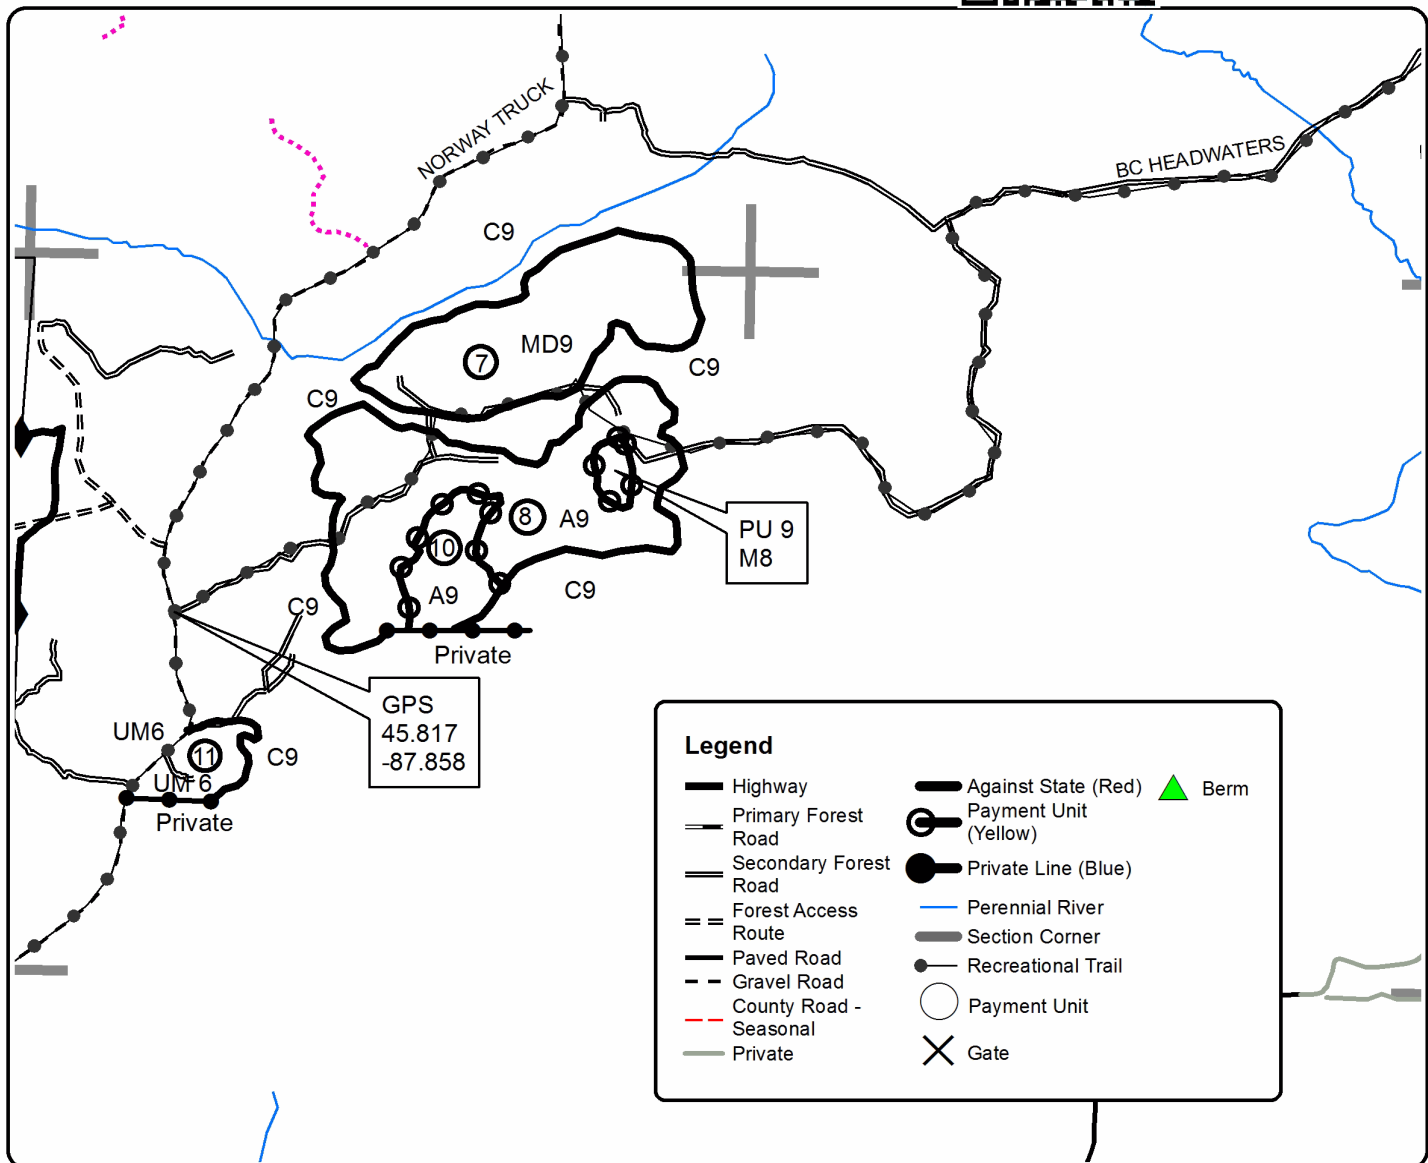 NORWAY TRUCK
BC HEADWATERS
C9
MD9
7
C9
C9
8
A9
PU 9
M8
10
A9
C9
C9
Private
GPS
45.817
-87.858
UM6
11
C9
UM 6
Private
Legend
Highway
Primary Forest
Road
Secondary Forest
Road
Forest Access
Route
Paved Road
Gravel Road
County Road -
Seasonal
Private
Against State (Red)
Payment Unit
(Yellow)
Private Line (Blue)
Perennial River
Section Corner
Recreational Trail
Payment Unit
Gate
Berm